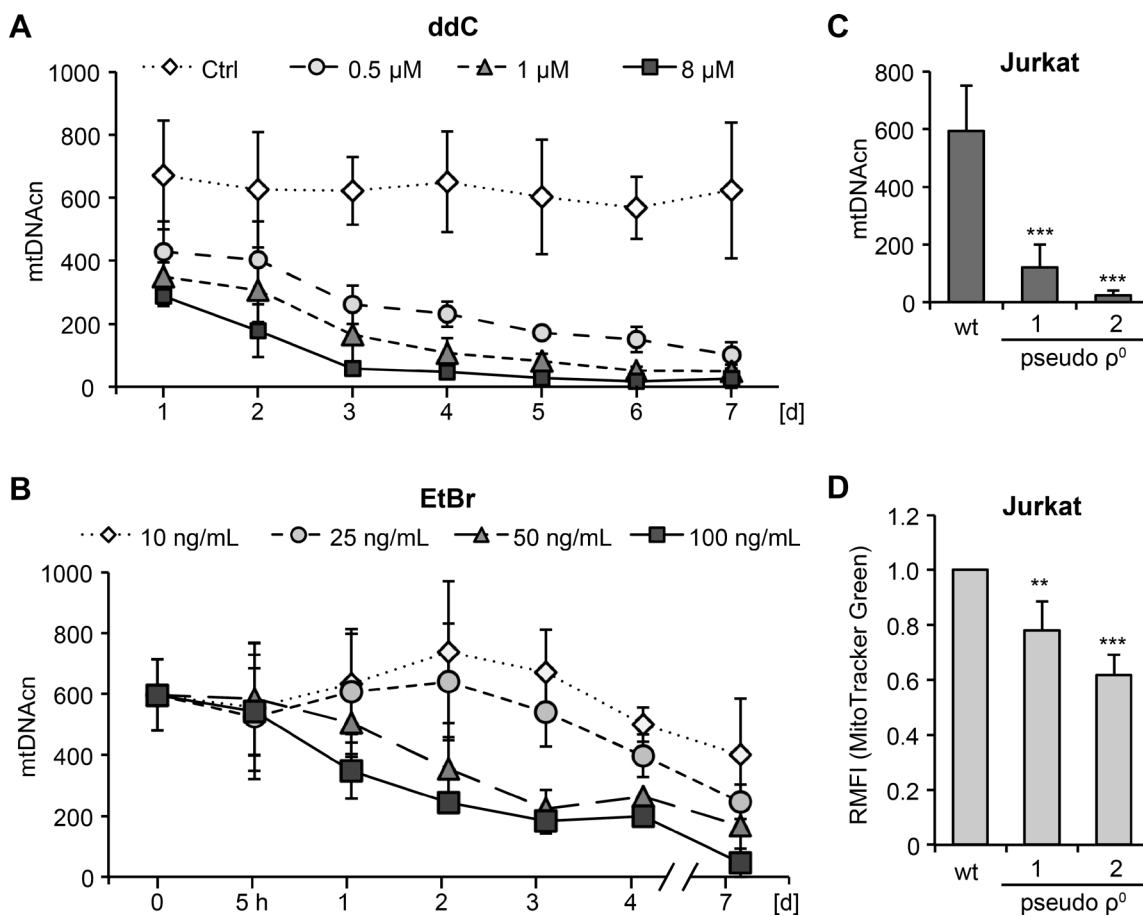 A
ddC
Ctrl 0.5 µM 1 µM 8 µM
mtDNAcn
1000
800
600
400
200
0
1 2 3 4 5 6 7 [d]
B
EtBr
10 ng/mL 25 ng/mL 50 ng/mL 100 ng/mL
mtDNAcn
1000
800
600
400
200
0
0 5 h 1 2 3 4 7 [d]
C
Jurkat
mtDNAcn
800
600
400
200
0
***
***
wt 1 2
pseudo ρ⁰
D
Jurkat
RMFI (MitoTracker Green)
1.2
1.0
0.8
0.6
0.4
0.2
0
**
***
wt 1 2
pseudo ρ⁰